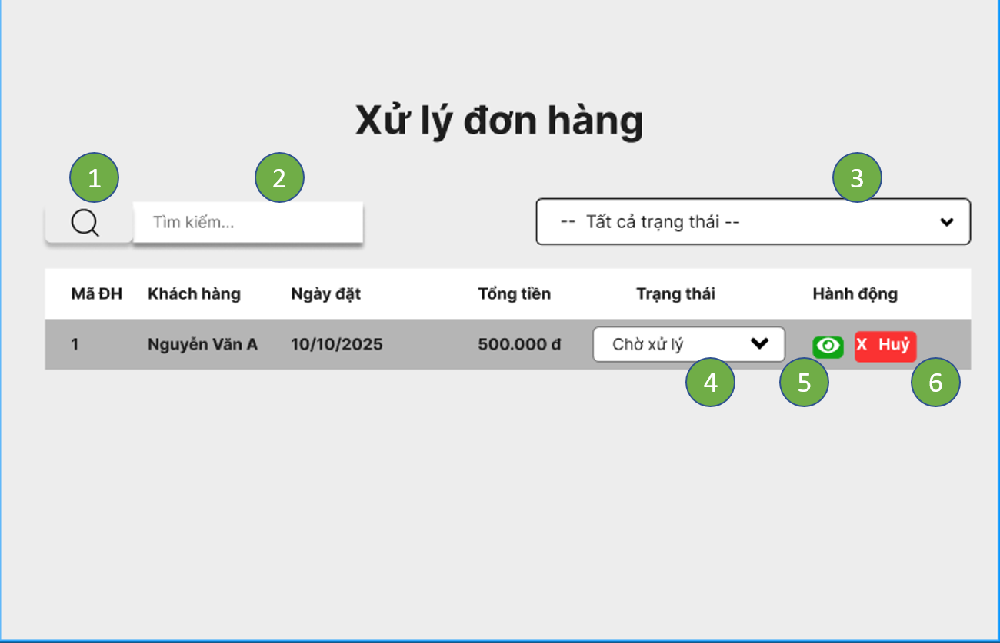 Xử lý đơn hàng
1 2 3
Tìm kiếm... -- Tất cả trạng thái --
Mã ĐH Khách hàng Ngày đặt Tổng tiền Trạng thái Hành động
1 Nguyễn Văn A 10/10/2025 500.000 đ Chờ xử lý X Huỷ
4 5 6